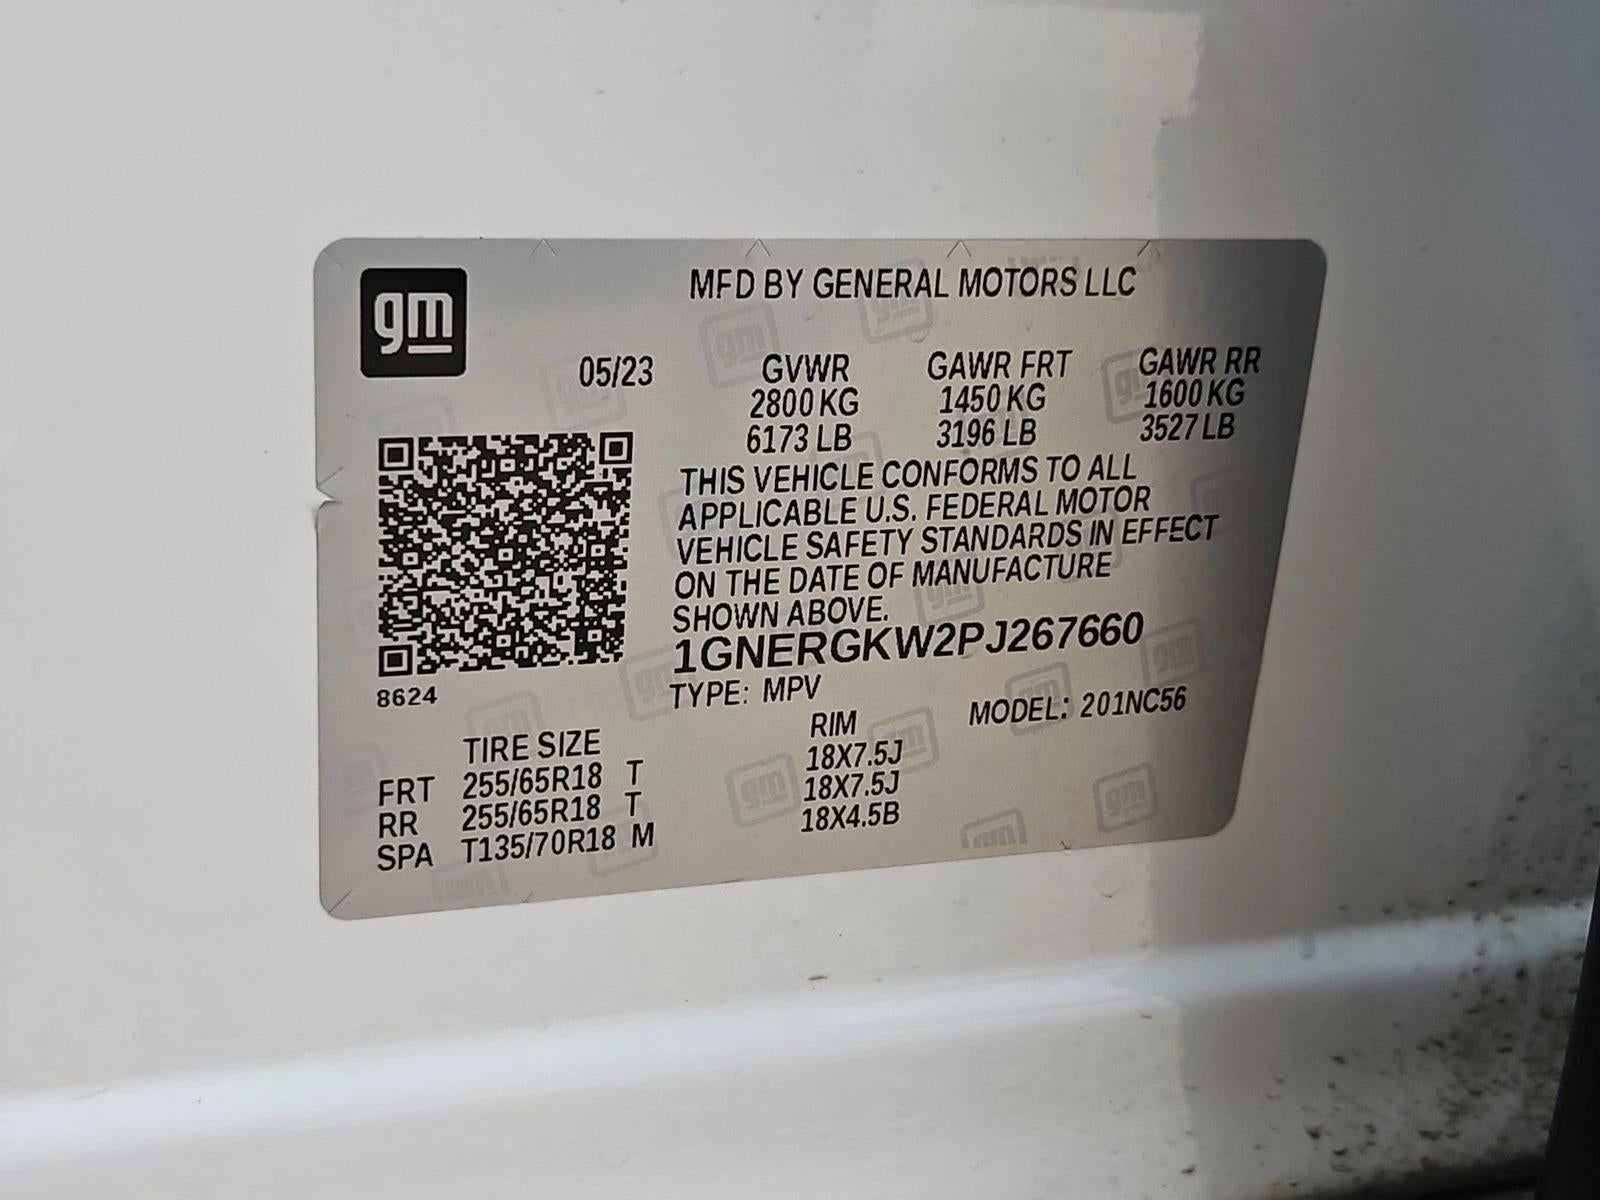 gm
MFD BY GENERAL MOTORS LLC
05/23 GVWR GAWR FRT GAWR RR
2800 KG 1450 KG 1600 KG
6173 LB 3196 LB 3527 LB
THIS VEHICLE CONFORMS TO ALL
APPLICABLE U.S. FEDERAL MOTOR
VEHICLE SAFETY STANDARDS IN EFFECT
ON THE DATE OF MANUFACTURE
SHOWN ABOVE.
1GNERGKW2PJ267660
8624
TYPE: MPV MODEL: 201NC56
TIRE SIZE RIM
FRT 255/65R18 T 18X7.5J
RR 255/65R18 T 18X7.5J
SPA T135/70R18 M 18X4.5B